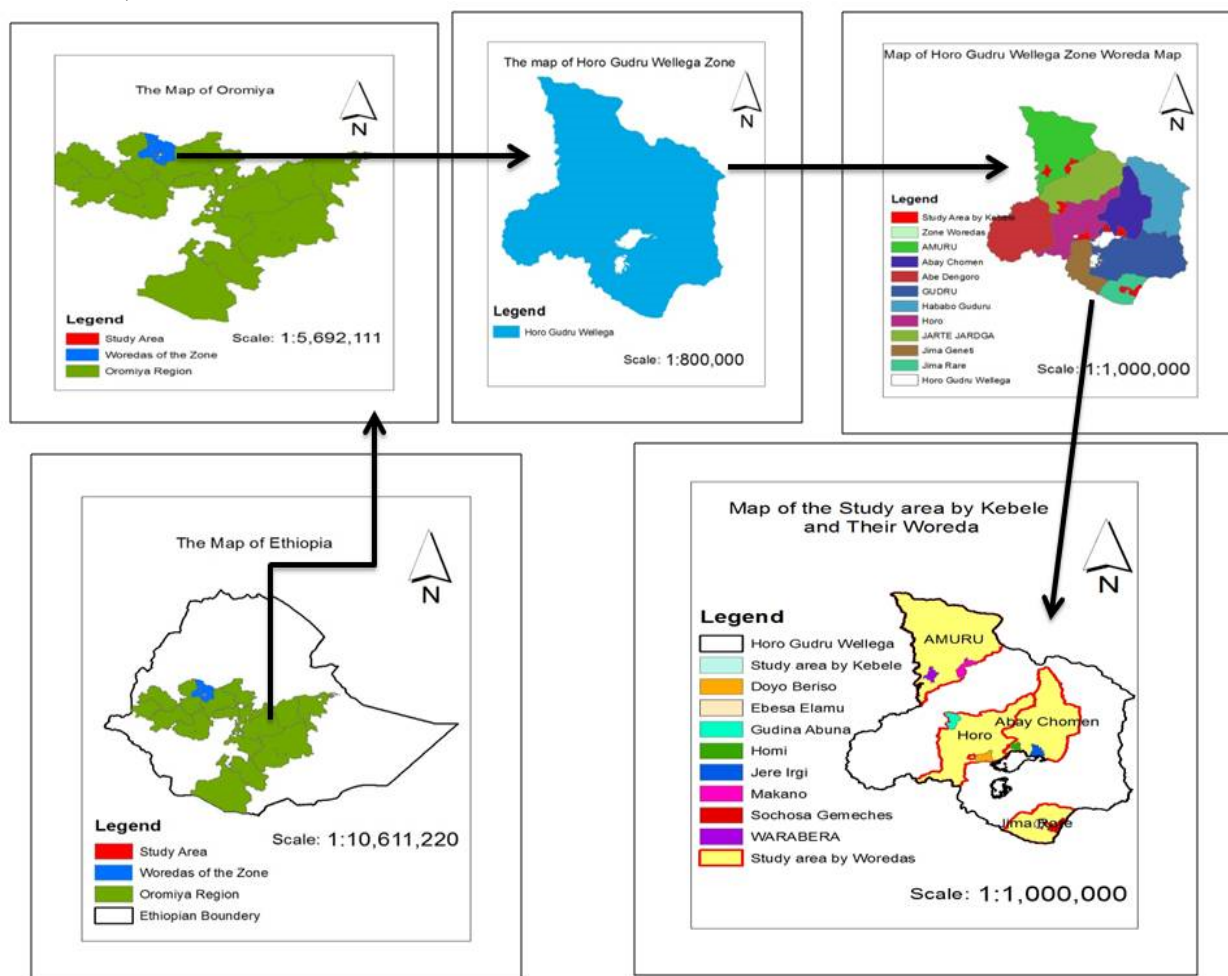 The Map of Oromiya
N
Legend
Study Area
Woredas of the Zone
Oromiya Region
Scale: 1:5,692,111
The map of Horo Gudru Wellega Zone
N
Legend
Horo Gudru Wellega
Scale: 1:800,000
Map of Horo Gudru Wellega Zone Woreda Map
N
Legend
Study Area by Kebele
Zone Woredas
AMURU
Abay Chomen
Abe Dengoro
GUDRU
Hababo Guduru
Horo
JARTE JARDGA
Jima Geneti
Jima Rare
Horo Gudru Wellega
Scale: 1:1,000,000
The Map of Ethiopia
N
Legend
Study Area
Woredas of the Zone
Oromiya Region
Ethiopian Boundery
Scale: 1:10,611,220
Map of the Study area by Kebele
and Their Woreda
N
Legend
Horo Gudru Wellega
Study area by Kebele
Doyo Beriso
Ebesa Elamu
Gudina Abuna
Homi
Jere Irgi
Makano
Sochosa Gemeches
WARABERA
Study area by Woredas
AMURU
Abay Chomen
Horo
Jima Rare
Scale: 1:1,000,000